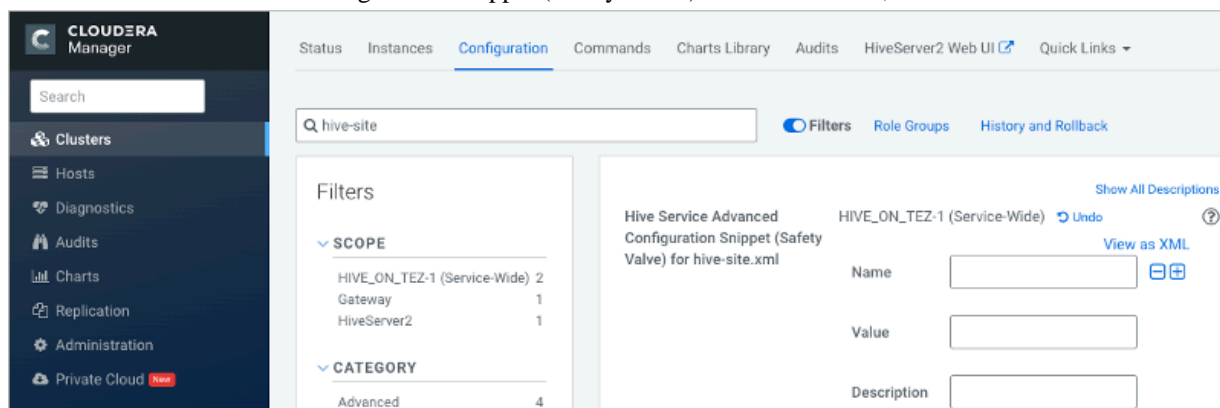 CLOUDERA
Manager
Search
Clusters
Hosts
Diagnostics
Audits
Charts
Replication
Administration
Private Cloud New
Status Instances Configuration Commands Charts Library Audits HiveServer2 Web UI Quick Links
hive-site
Filters Role Groups History and Rollback
Filters
SCOPE
HIVE_ON_TEZ-1 (Service-Wide) 2
Gateway 1
HiveServer2 1
CATEGORY
Advanced 4
Show All Descriptions
Hive Service Advanced
Configuration Snippet (Safety
Valve) for hive-site.xml
HIVE_ON_TEZ-1 (Service-Wide) Undo
View as XML
Name
Value
Description